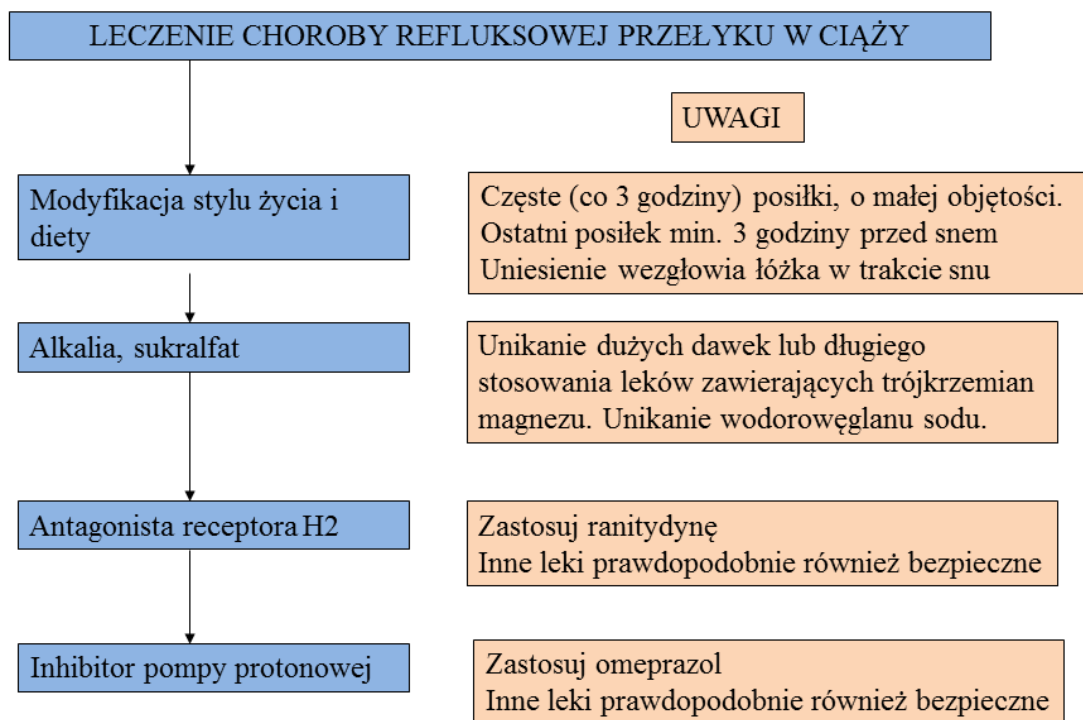 LECZENIE CHOROBY REFLUKSOWEJ PRZEŁYKU W CIĄŻY
UWAGI
Modyfikacja stylu życia i
diety
Częste (co 3 godziny) posiłki, o małej objętości.
Ostatni posiłek min. 3 godziny przed snem
Uniesienie wezgłowia łóżka w trakcie snu
Alkalia, sukralfat
Unikanie dużych dawek lub długiego
stosowania leków zawierających trójkrzemian
magnezu. Unikanie wodorowęglanu sodu.
Antagonista receptora H2
Zastosuj ranitydynę
Inne leki prawdopodobnie również bezpieczne
Inhibitor pompy protonowej
Zastosuj omeprazol
Inne leki prawdopodobnie również bezpieczne